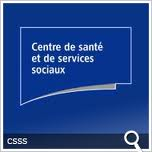 Centre de santé
et de services
sociaux
CSSS